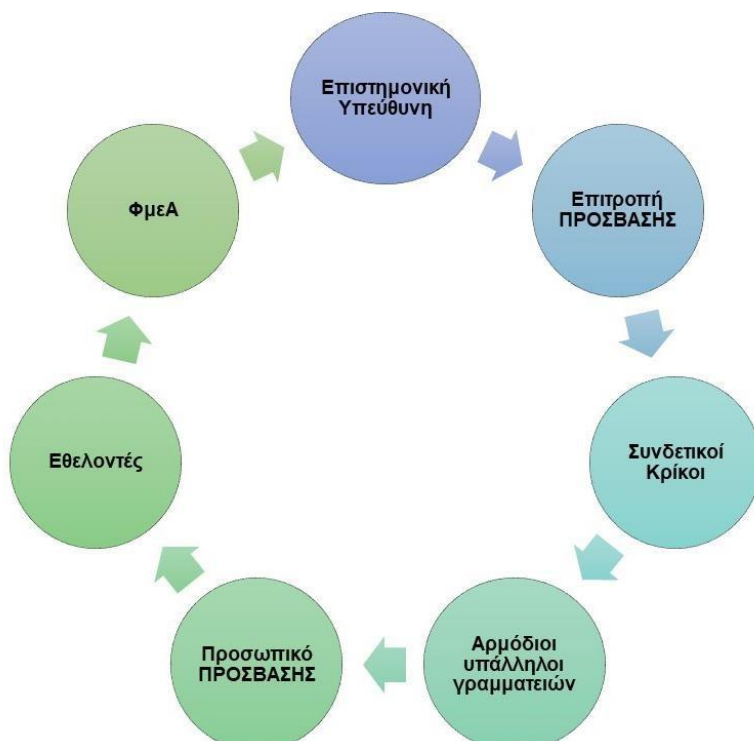 Επιστημονική
Υπεύθυνη
Επιτροπή
ΠΡΟΣΒΑΣΗΣ
Συνδετικοί
Κρίκοι
Αρμόδιοι
υπάλληλοι
γραμματειών
Προσωπικό
ΠΡΟΣΒΑΣΗΣ
Εθελοντές
ΦμεΑ